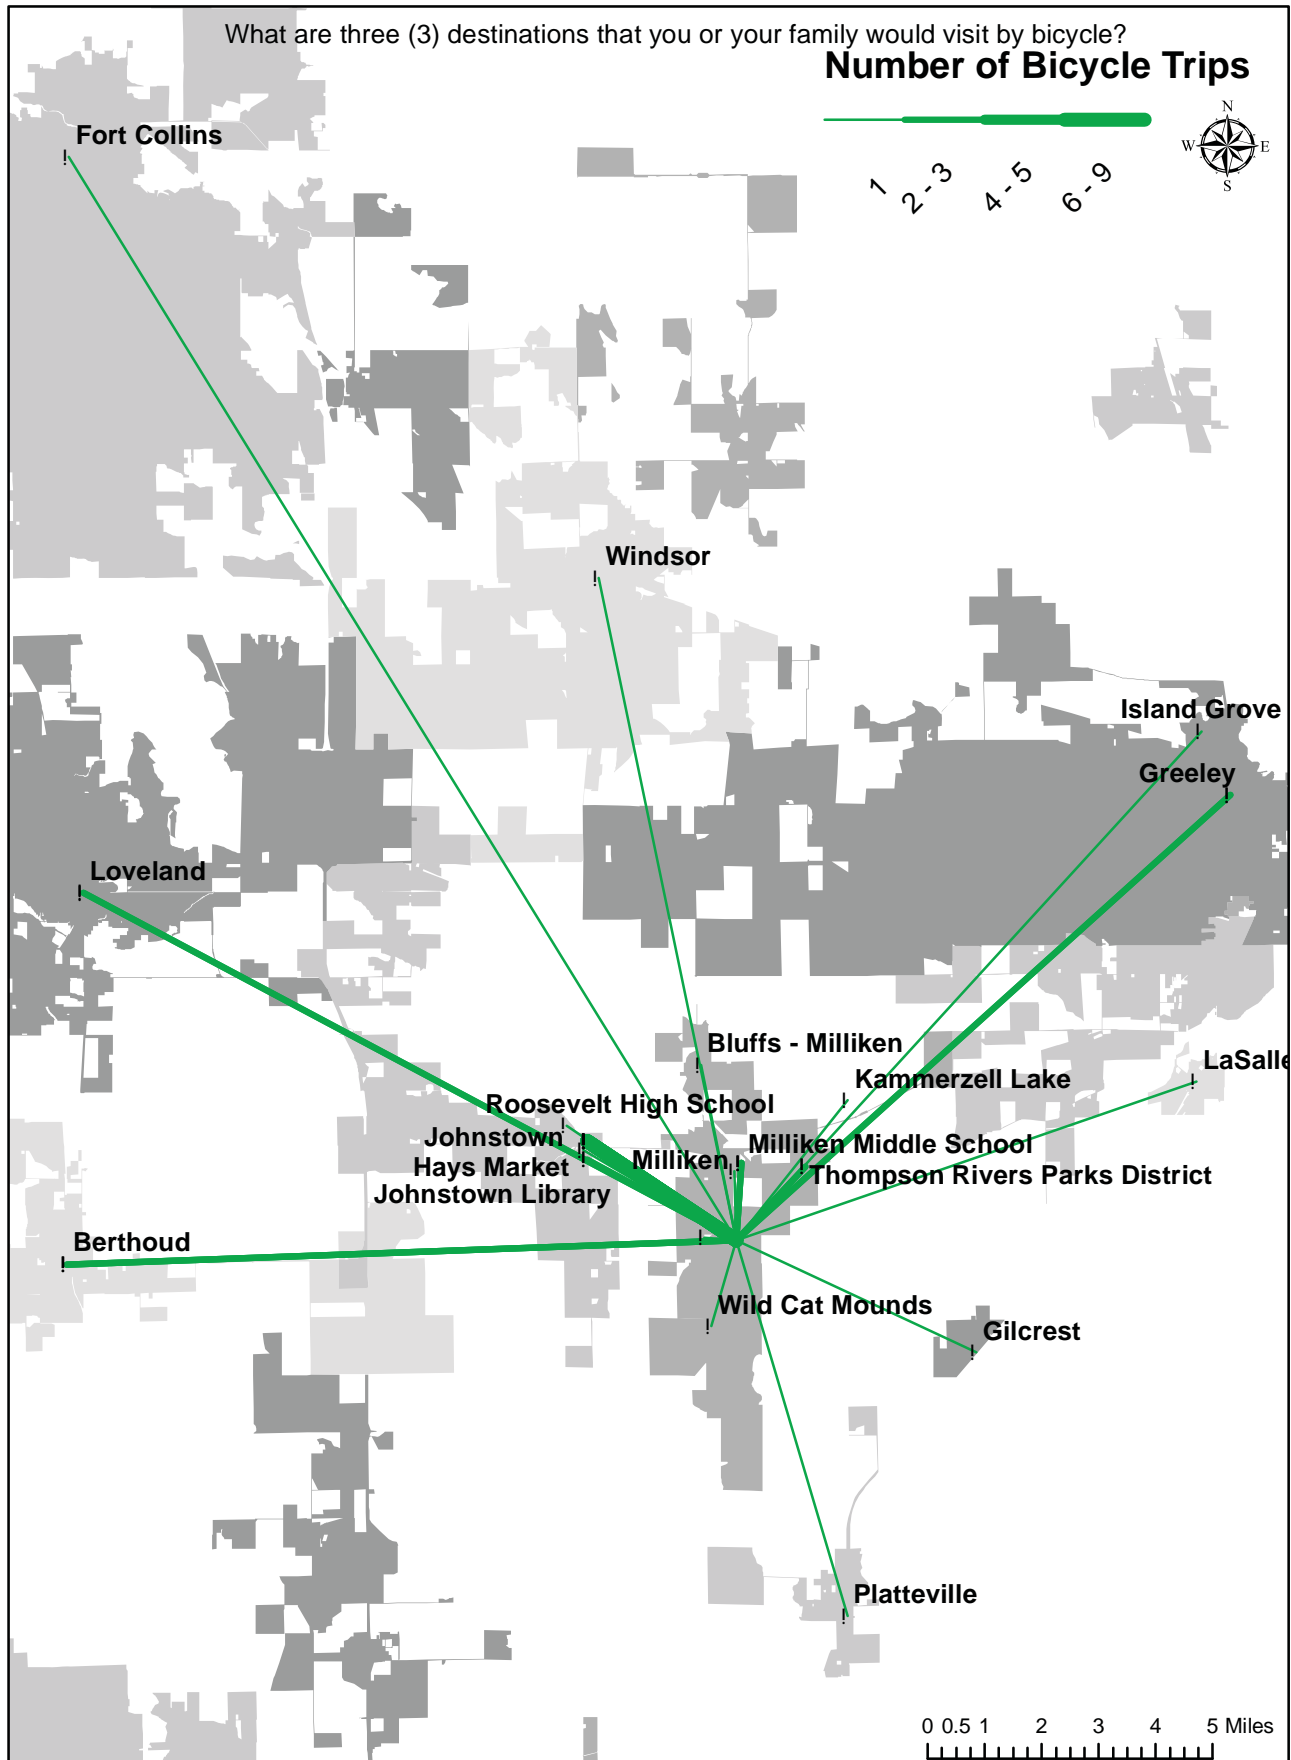 What are three (3) destinations that you or your family would visit by bicycle?
Number of Bicycle Trips
N
W E
S
1
2 - 3
4 - 5
6 - 9
Fort Collins
Windsor
Island Grove
Greeley
Loveland
Bluffs - Milliken
Kammerzell Lake
LaSalle
Roosevelt High School
Johnstown
Milliken Middle School
Hays Market
Milliken
Thompson Rivers Parks District
Johnstown Library
Berthoud
Wild Cat Mounds
Gilcrest
Platteville
0 0.5 1 2 3 4 5 Miles